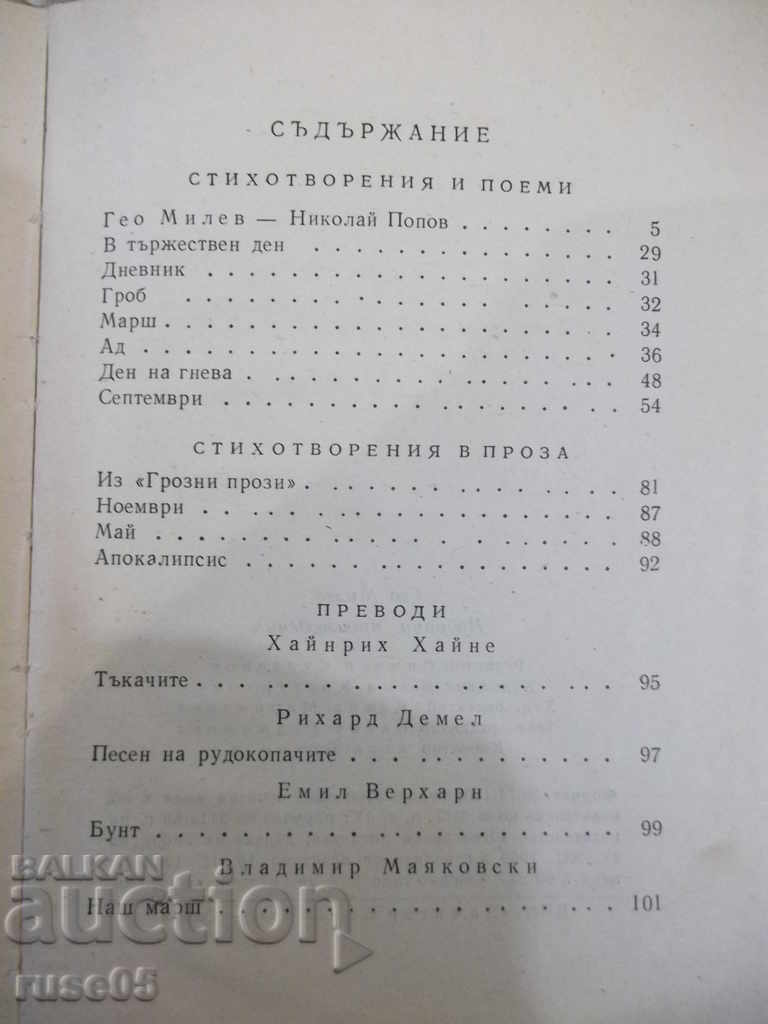 СЪДЪРЖАНИЕ
СТИХОТВОРЕНИЯ И ПОЕМИ
Гео Милев — Николай Попов . . . . . . . . 5
В тържествен ден . . . . . . . . . . . . . 29
Дневник . . . . . . . . . . . . . . . . . 31
Гроб . . . . . . . . . . . . . . . . . . 32
Марш . . . . . . . . . . . . . . . . . . 34
Ад . . . . . . . . . . . . . . . . . . . 36
Ден на гнева . . . . . . . . . . . . . . . 48
Септември . . . . . . . . . . . . . . . . 54
СТИХОТВОРЕНИЯ В ПРОЗА
Из «Грозни прози» . . . . . . . . . . . . . 81
Ноември . . . . . . . . . . . . . . . . . 87
Май . . . . . . . . . . . . . . . . . . . 88
Апокалипсис . . . . . . . . . . . . . . . 92
ПРЕВОДИ
Хайнрих Хайне
Тъкачите . . . . . . . . . . . . . . . . . 95
Рихард Демел
Песен на рудокопачите . . . . . . . . . . . 97
Емил Верхарн
Бунт . . . . . . . . . . . . . . . . . . 99
Владимир Маяковски
Наш марш . . . . . . . . . . . . . . . . 101
BALKAN
auction
ruse05